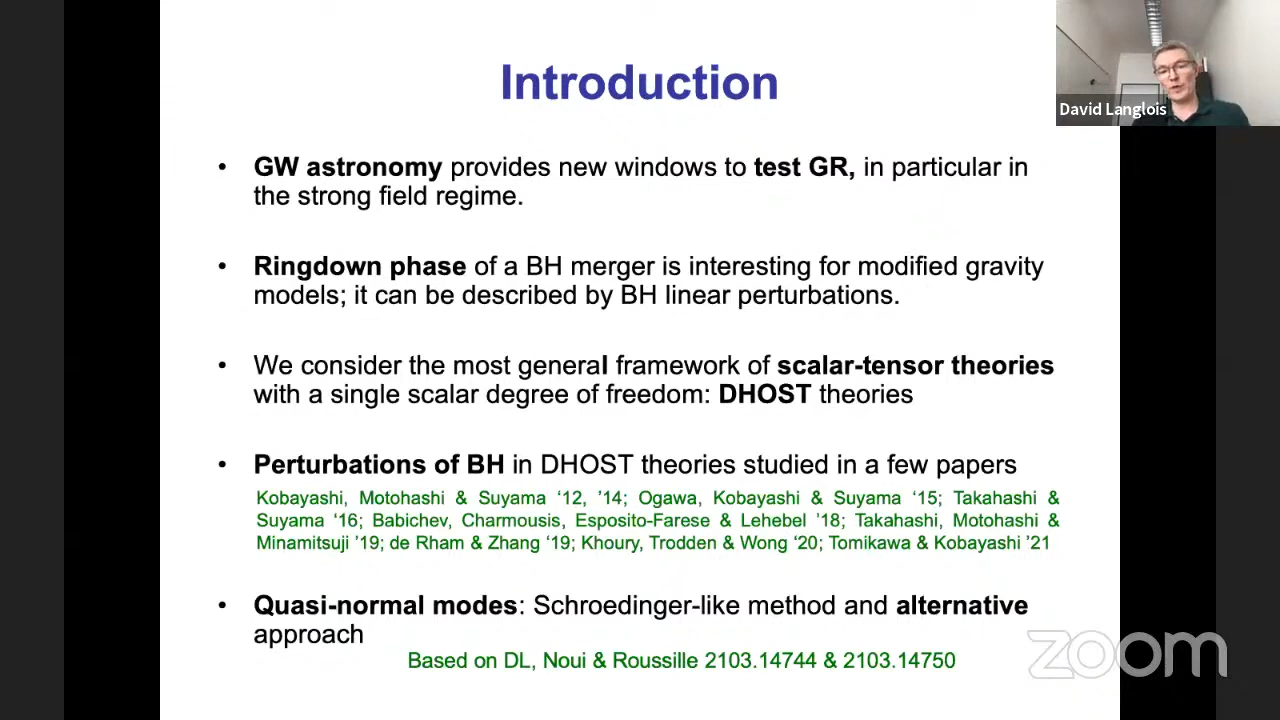 Introduction
David Langlois
• GW astronomy provides new windows to test GR, in particular in
the strong field regime.
• Ringdown phase of a BH merger is interesting for modified gravity
models; it can be described by BH linear perturbations.
• We consider the most general framework of scalar-tensor theories
with a single scalar degree of freedom: DHOST theories
• Perturbations of BH in DHOST theories studied in a few papers
Kobayashi, Motohashi & Suyama ‘12, ’14; Ogawa, Kobayashi & Suyama ‘15; Takahashi &
Suyama ‘16; Babichev, Charmousis, Esposito-Farese & Lehebel ’18; Takahashi, Motohashi &
Minamitsuji ’19; de Rham & Zhang ‘19; Khoury, Trodden & Wong ‘20; Tomikawa & Kobayashi ’21
• Quasi-normal modes: Schroedinger-like method and alternative
approach
Based on DL, Noui & Roussille 2103.14744 & 2103.14750
zoom